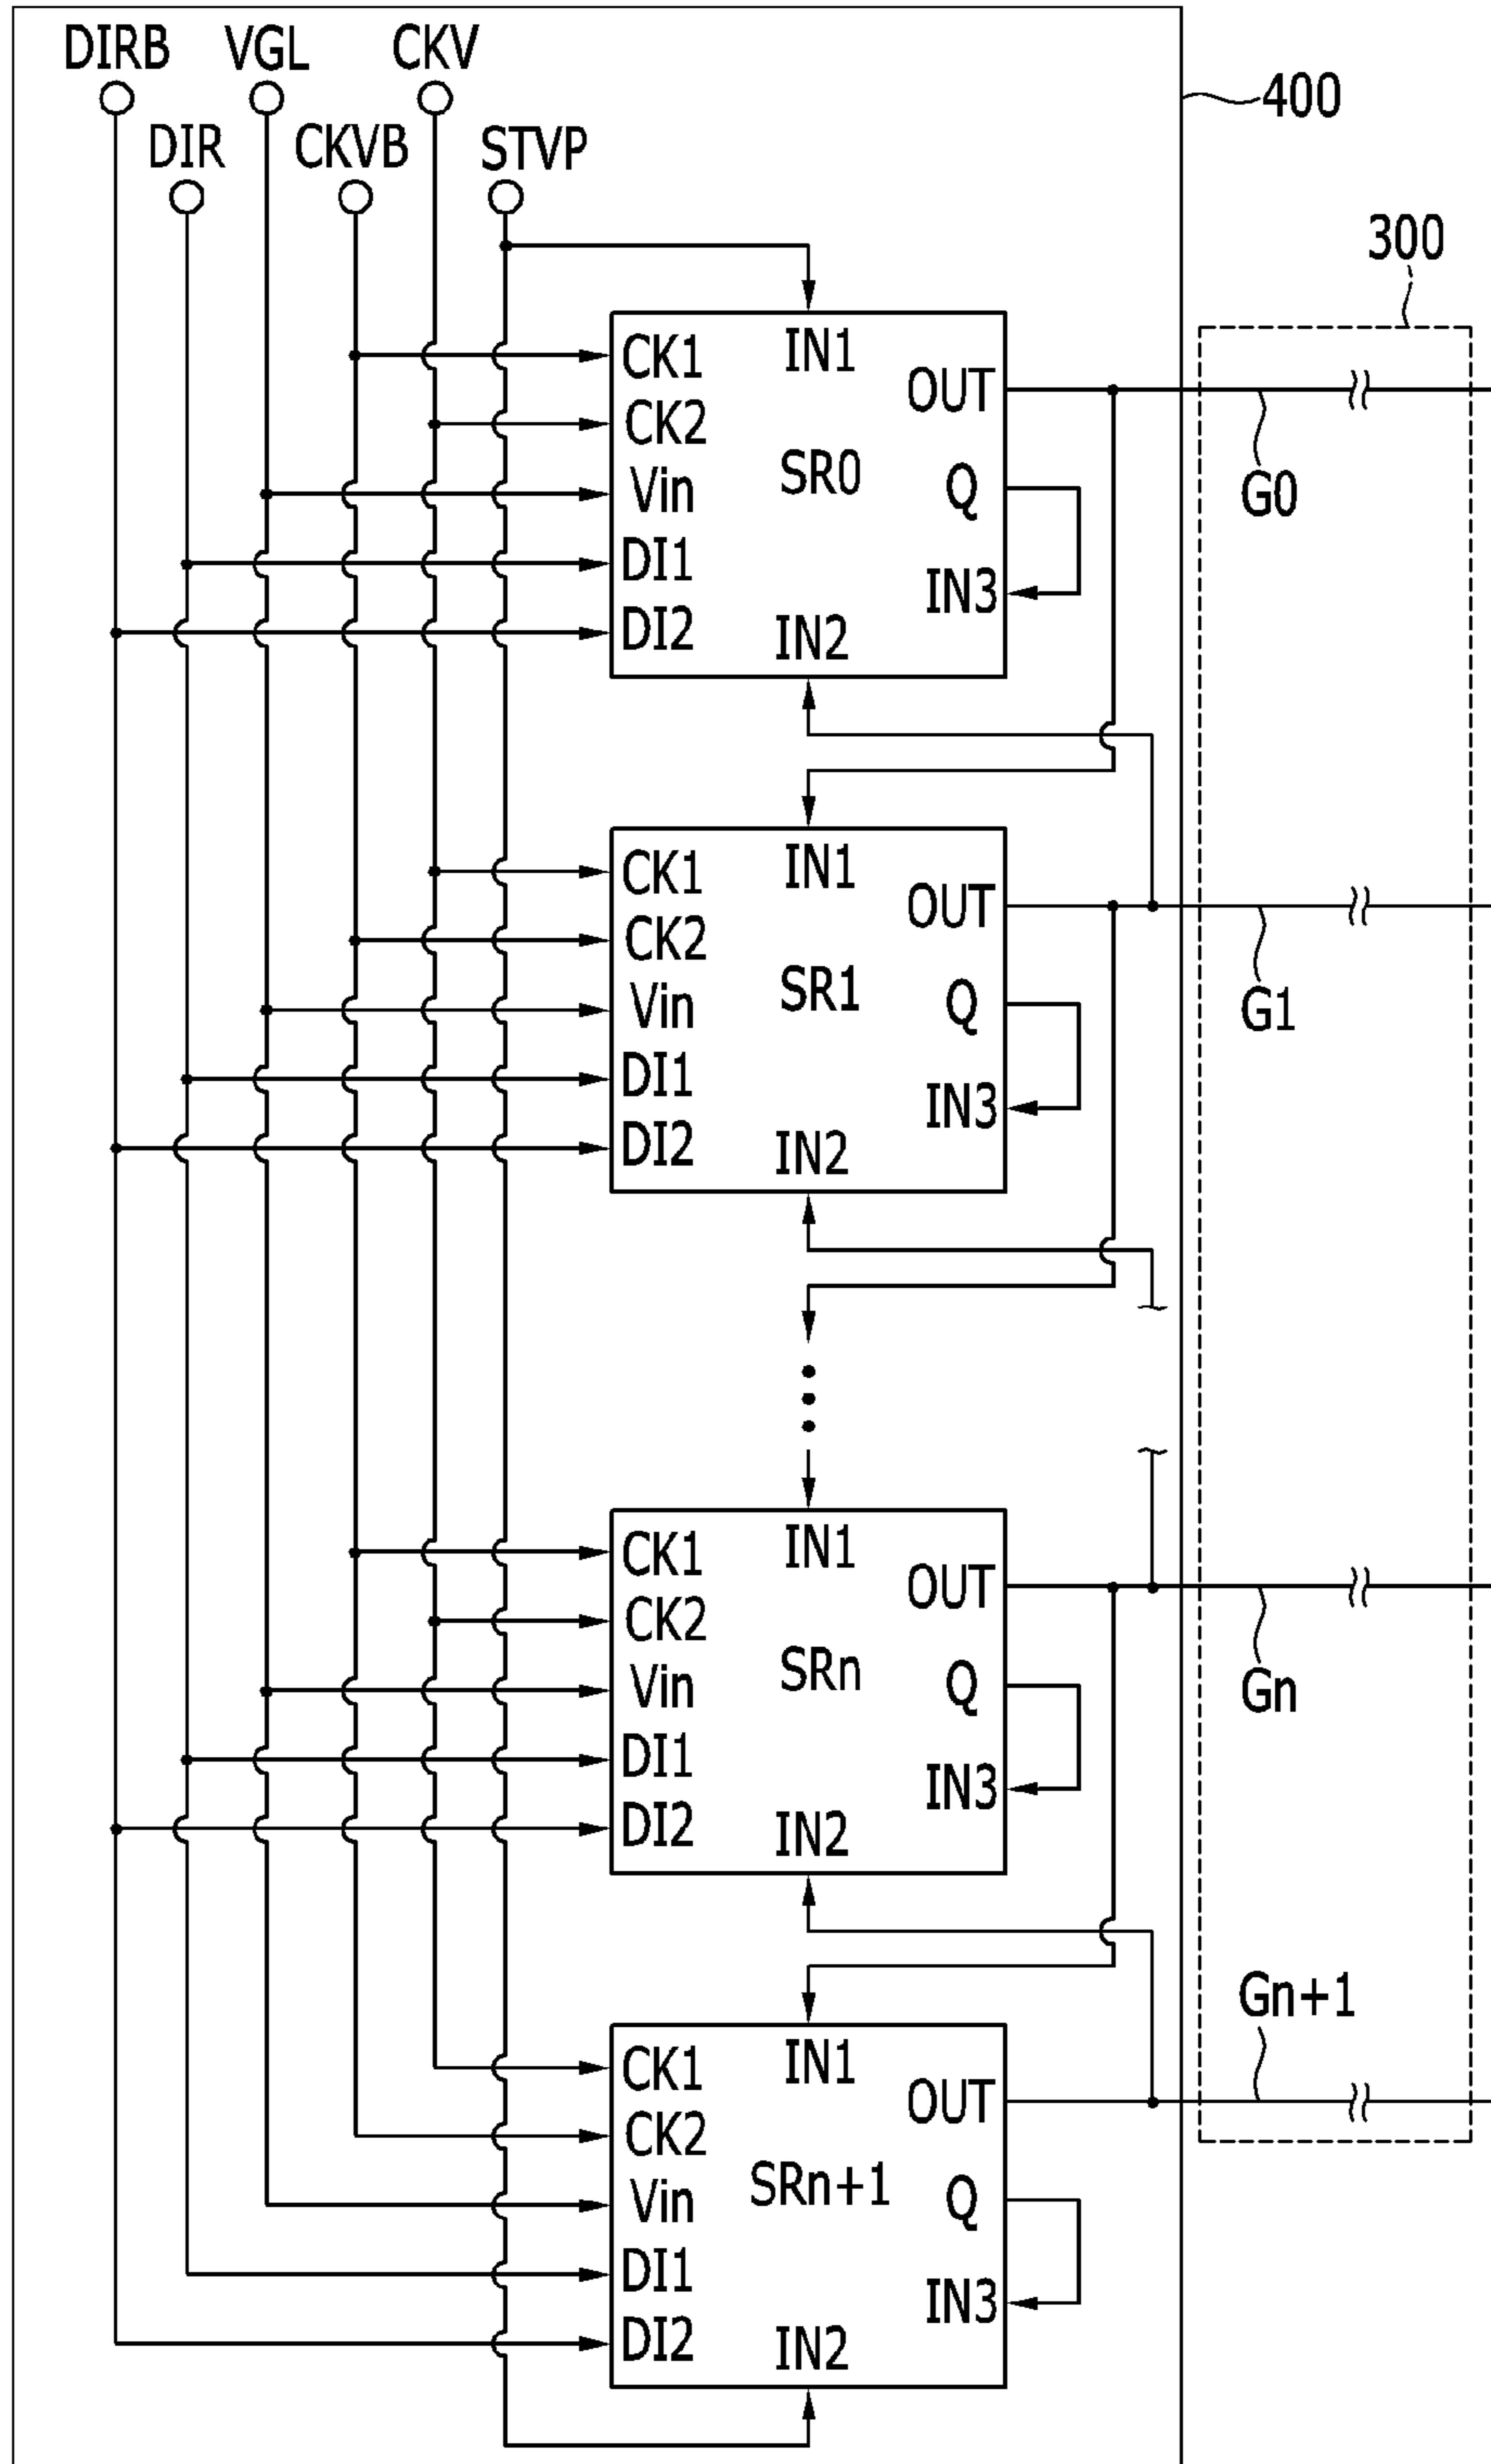 DIRB VGL CKV
DIR CKVB STVP
400
300
IN1
CK1
OUT
CK2
SR0
Q
Vin
G0
DI1
IN3
DI2
IN2
IN1
CK1
OUT
CK2
SR1
Q
Vin
G1
DI1
IN3
DI2
IN2
IN1
CK1
OUT
CK2
SRn
Q
Vin
Gn
DI1
IN3
DI2
IN2
Gn+1
IN1
CK1
OUT
CK2
SRn+1
Q
Vin
DI1
IN3
DI2
IN2